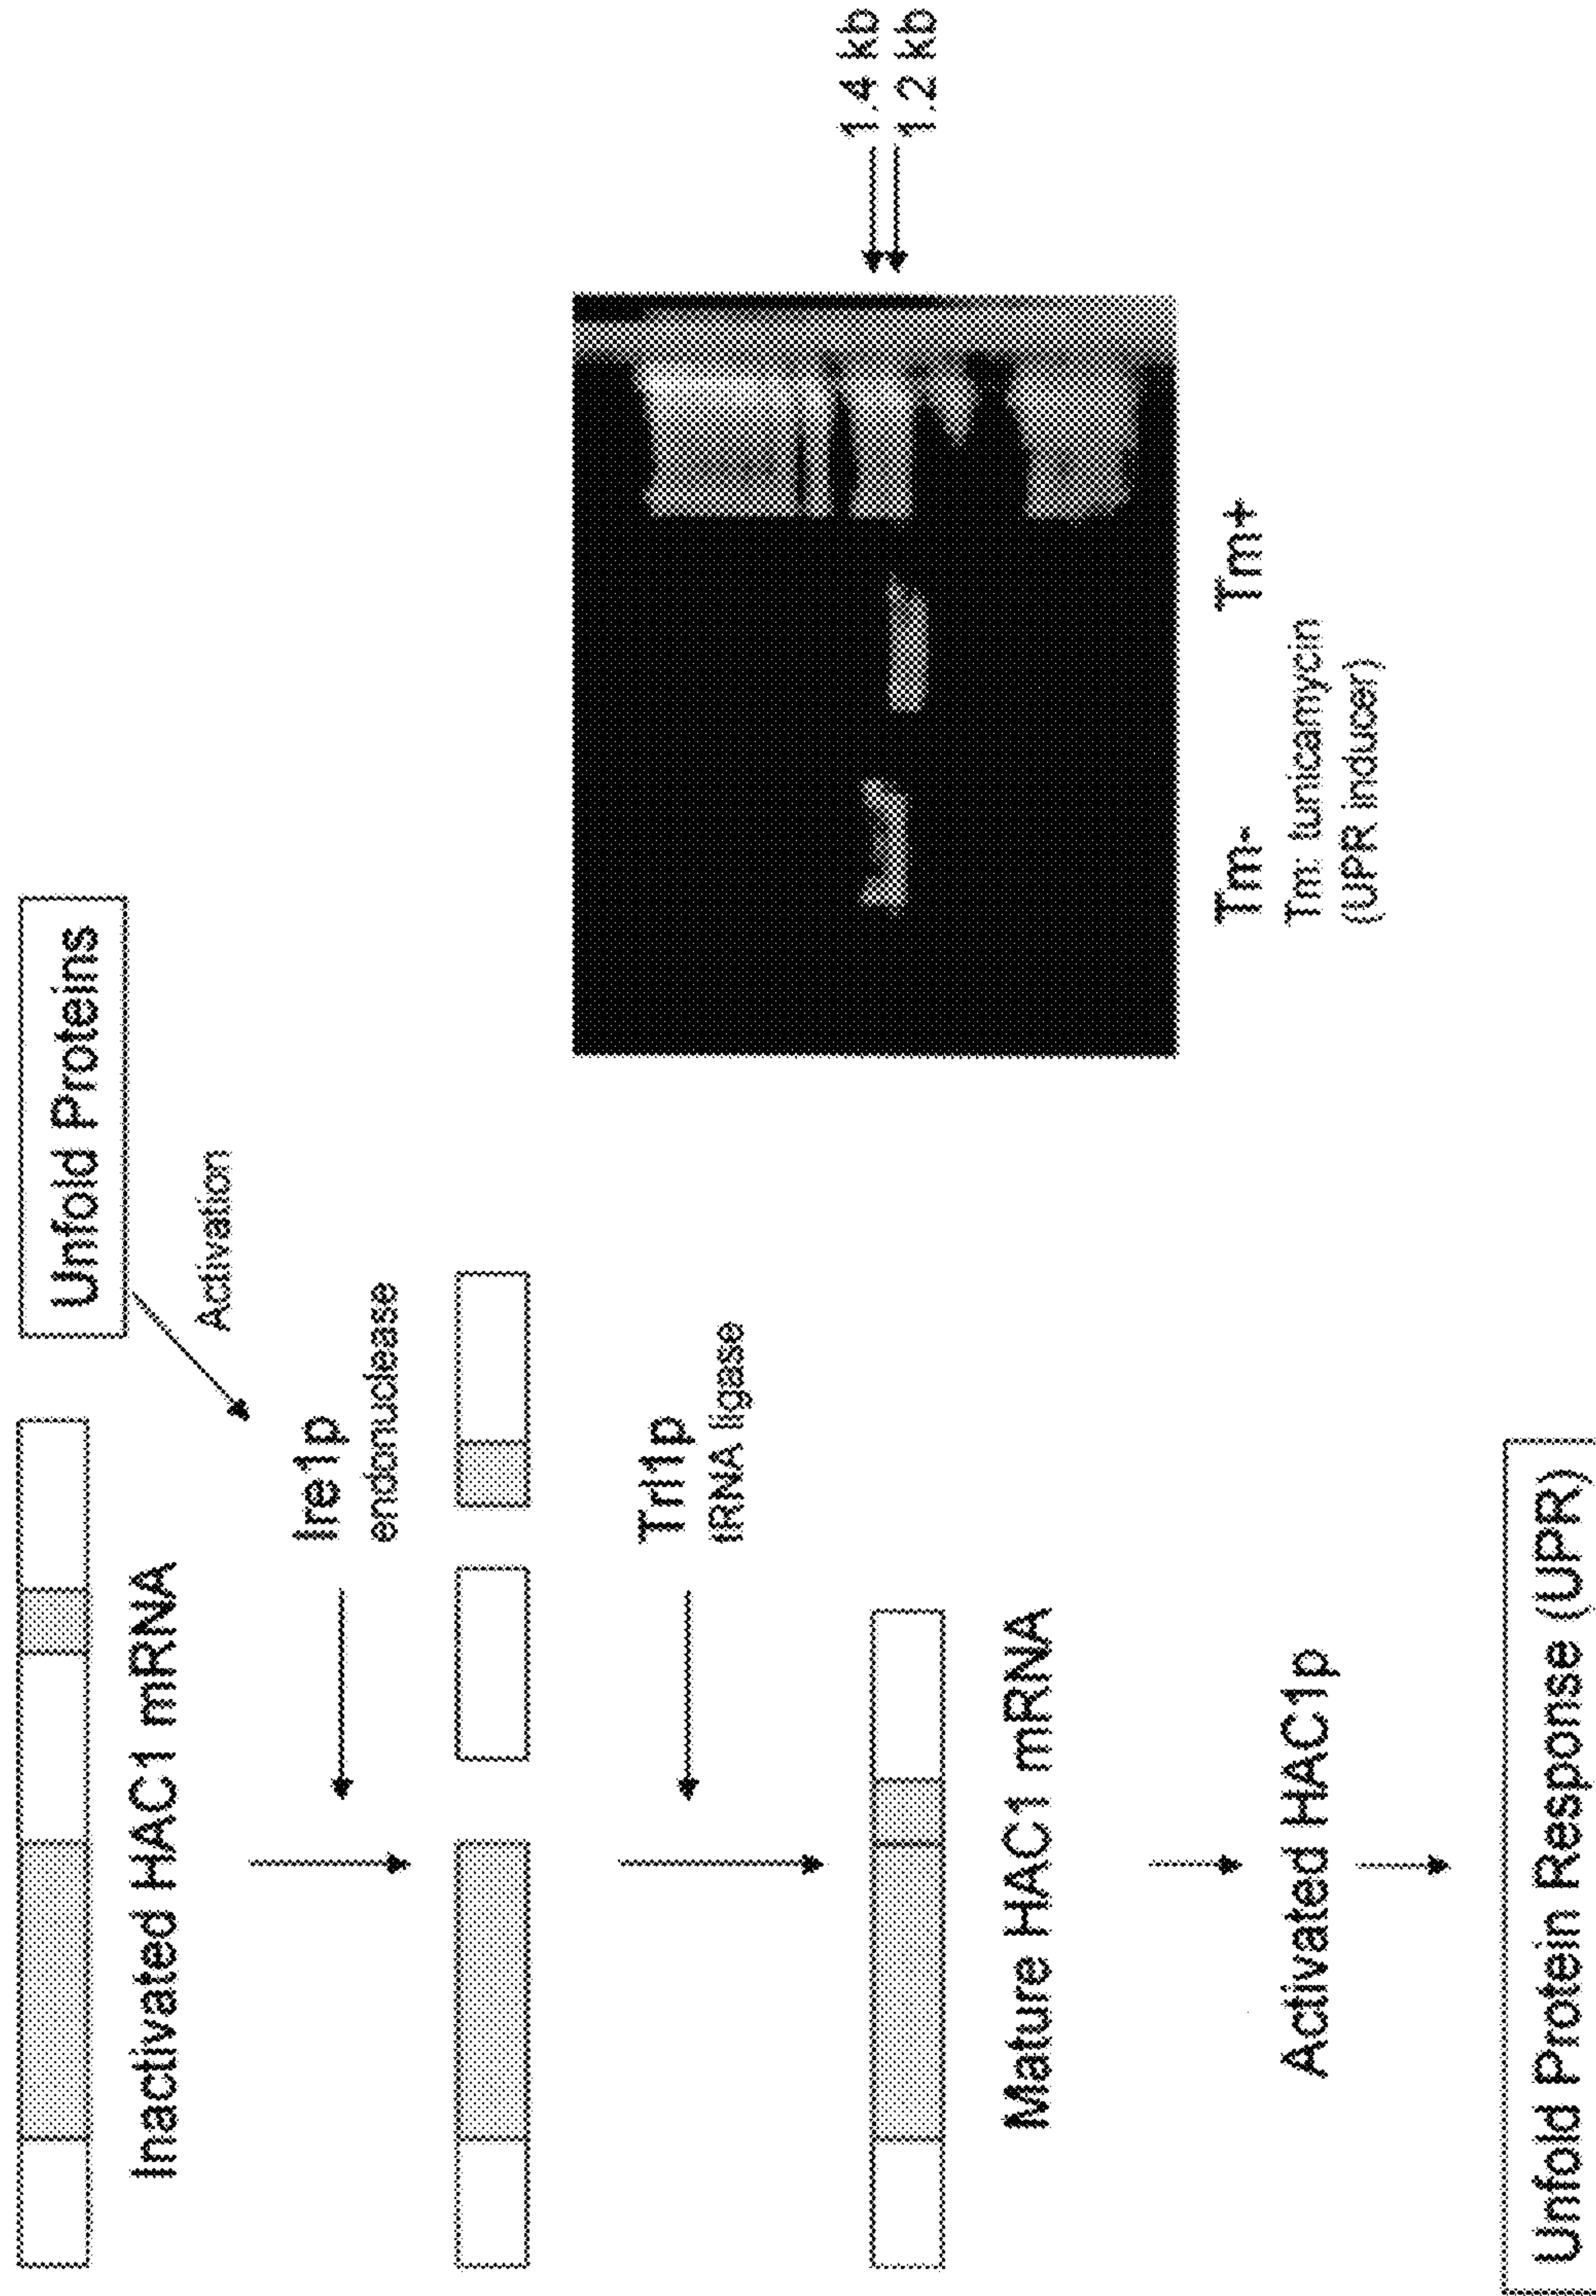 Unfold Proteins
Activation
Inactivated HAC1 mRNA
Ire1p
endonuclease
Trl1p
tRNA ligase
Mature HAC1 mRNA
Activated HAC1p
Unfold Protein Response (UPR)
1.4 kb
1.2 kb
Tm- Tm+
Tm: tunicamycin
(UPR inducer)